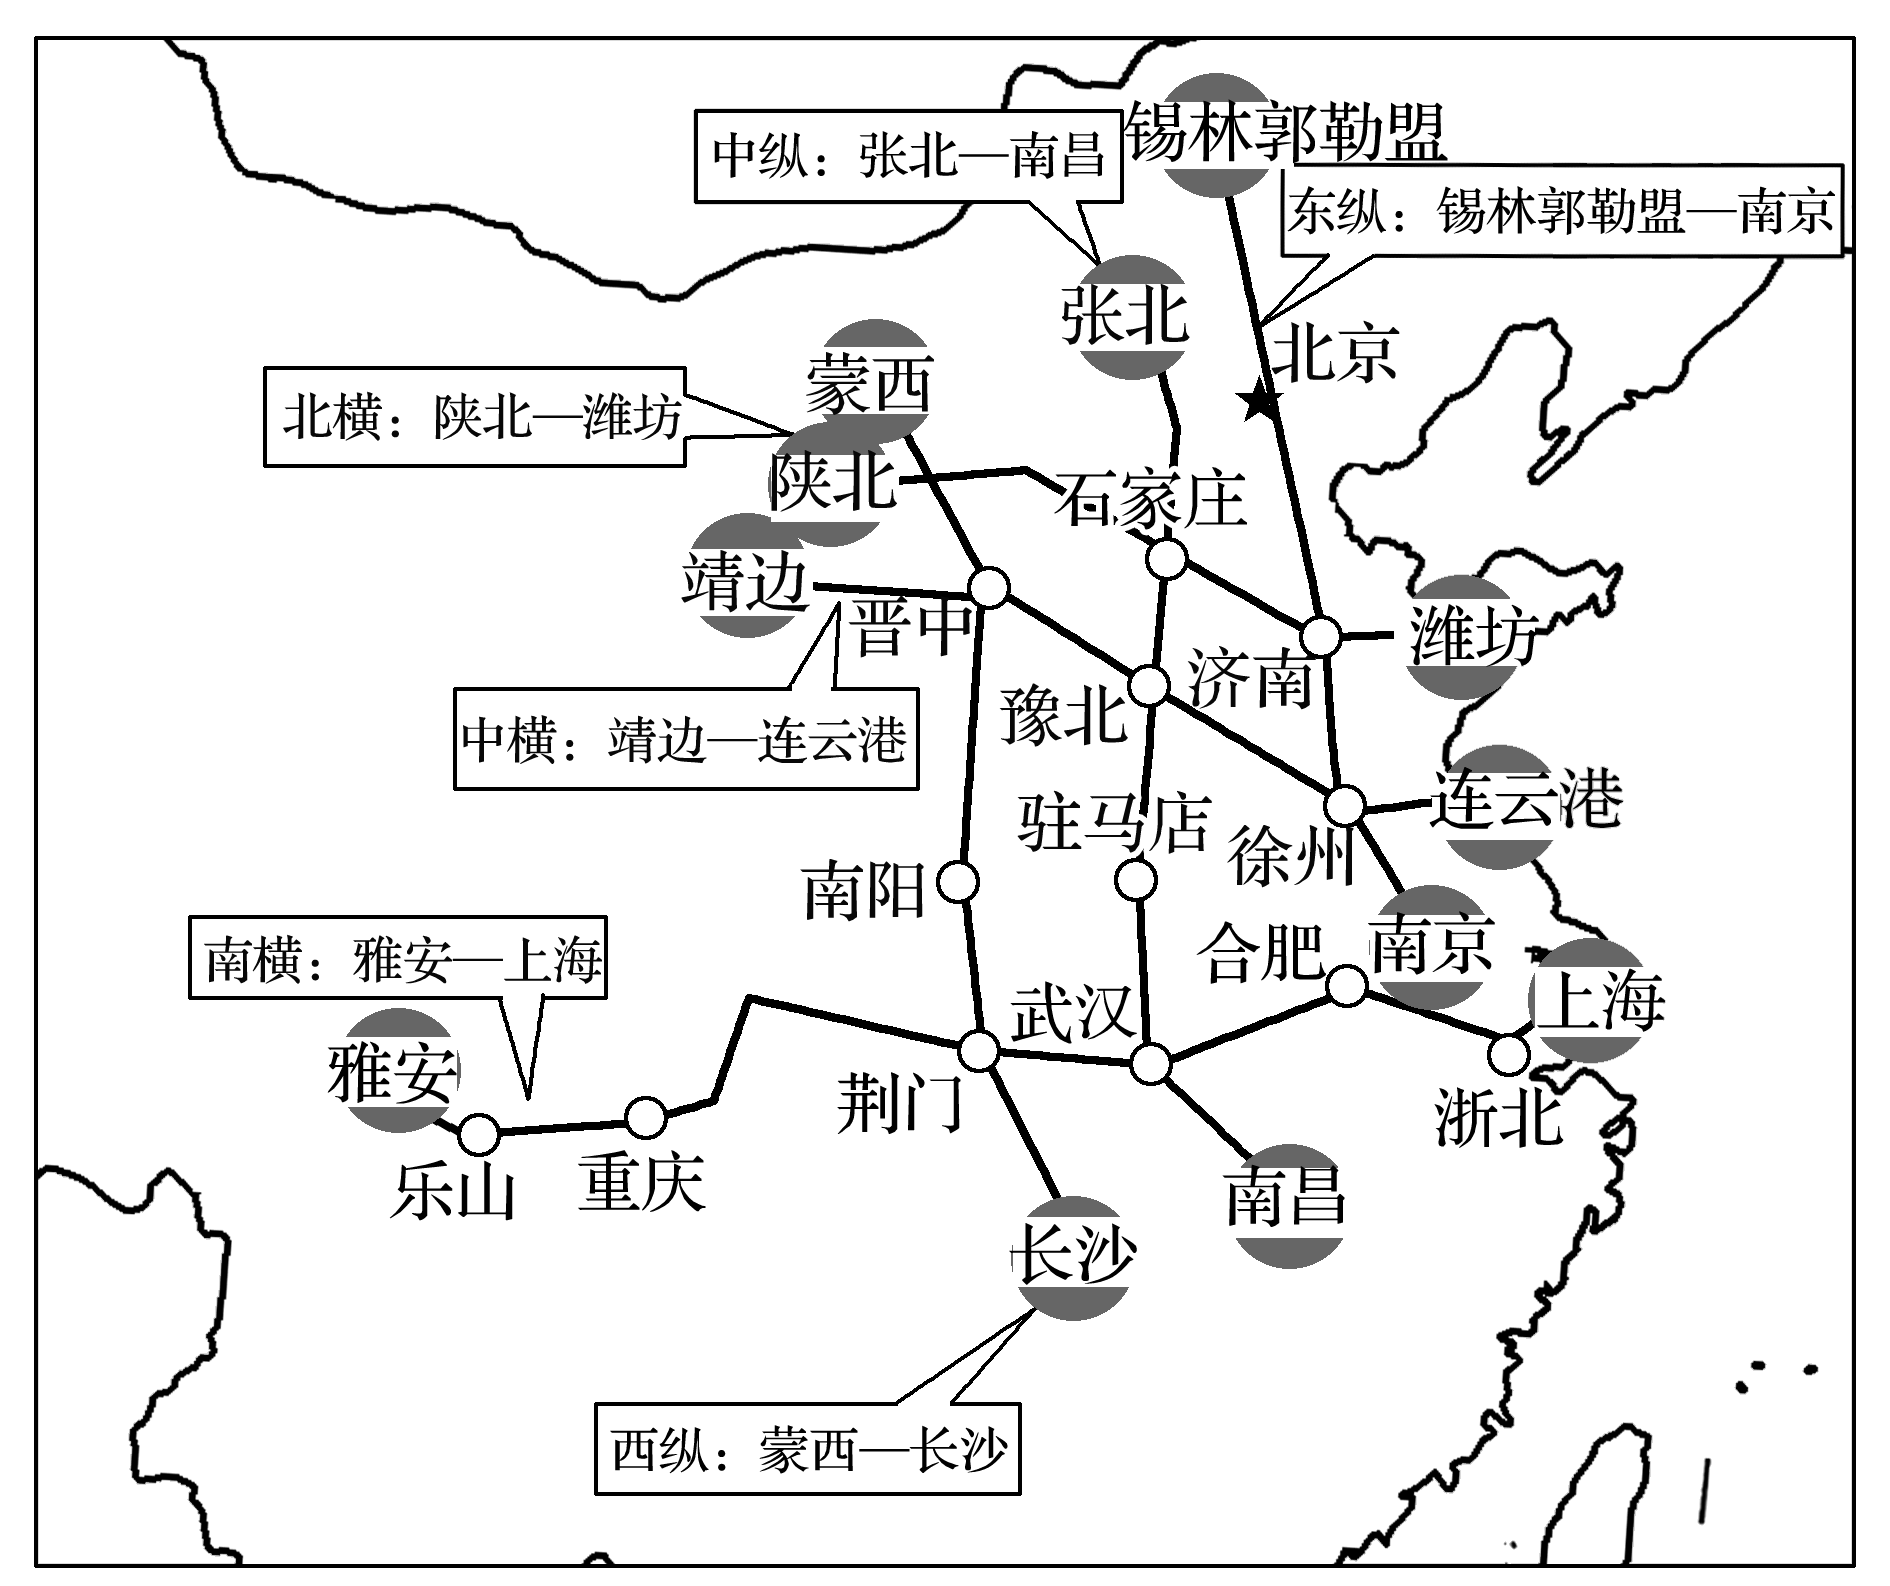 锡林郭勒盟
中纵：张北—南昌
东纵：锡林郭勒盟—南京
张北
北京
蒙西
北横：陕北—潍坊
陕北
石家庄
靖边
晋中
潍坊
济南
豫北
中横：靖边—连云港
连云港
驻马店
徐州
南阳
南京
合肥
南横：雅安—上海
上海
武汉
雅安
荆门
浙北
乐山
重庆
南昌
长沙
西纵：蒙西—长沙